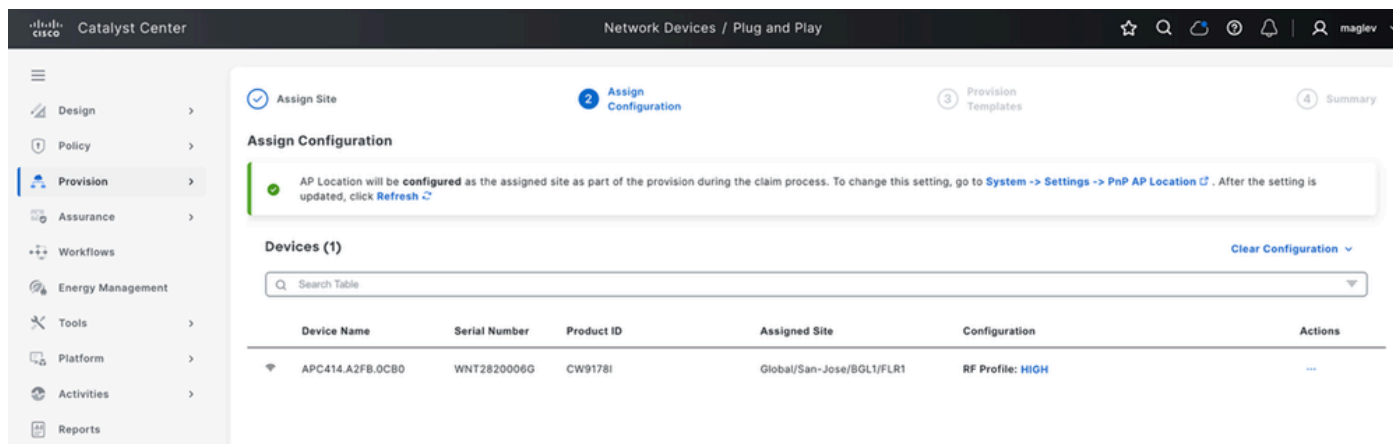 CISCO Catalyst Center
Network Devices / Plug and Play
maglev
Design
Policy
Provision
Assurance
Workflows
Energy Management
Tools
Platform
Activities
Reports
Assign Site
2 Assign
Configuration
3 Provision
Templates
4 Summary
Assign Configuration
AP Location will be configured as the assigned site as part of the provision during the claim process. To change this setting, go to System -> Settings -> PnP AP Location . After the setting is
updated, click Refresh
Devices (1)
Clear Configuration
Search Table
Device Name Serial Number Product ID Assigned Site Configuration Actions
APC414.A2FB.0CB0 WNT2820006G CW9178I Global/San-Jose/BGL1/FLR1 RF Profile: HIGH ...